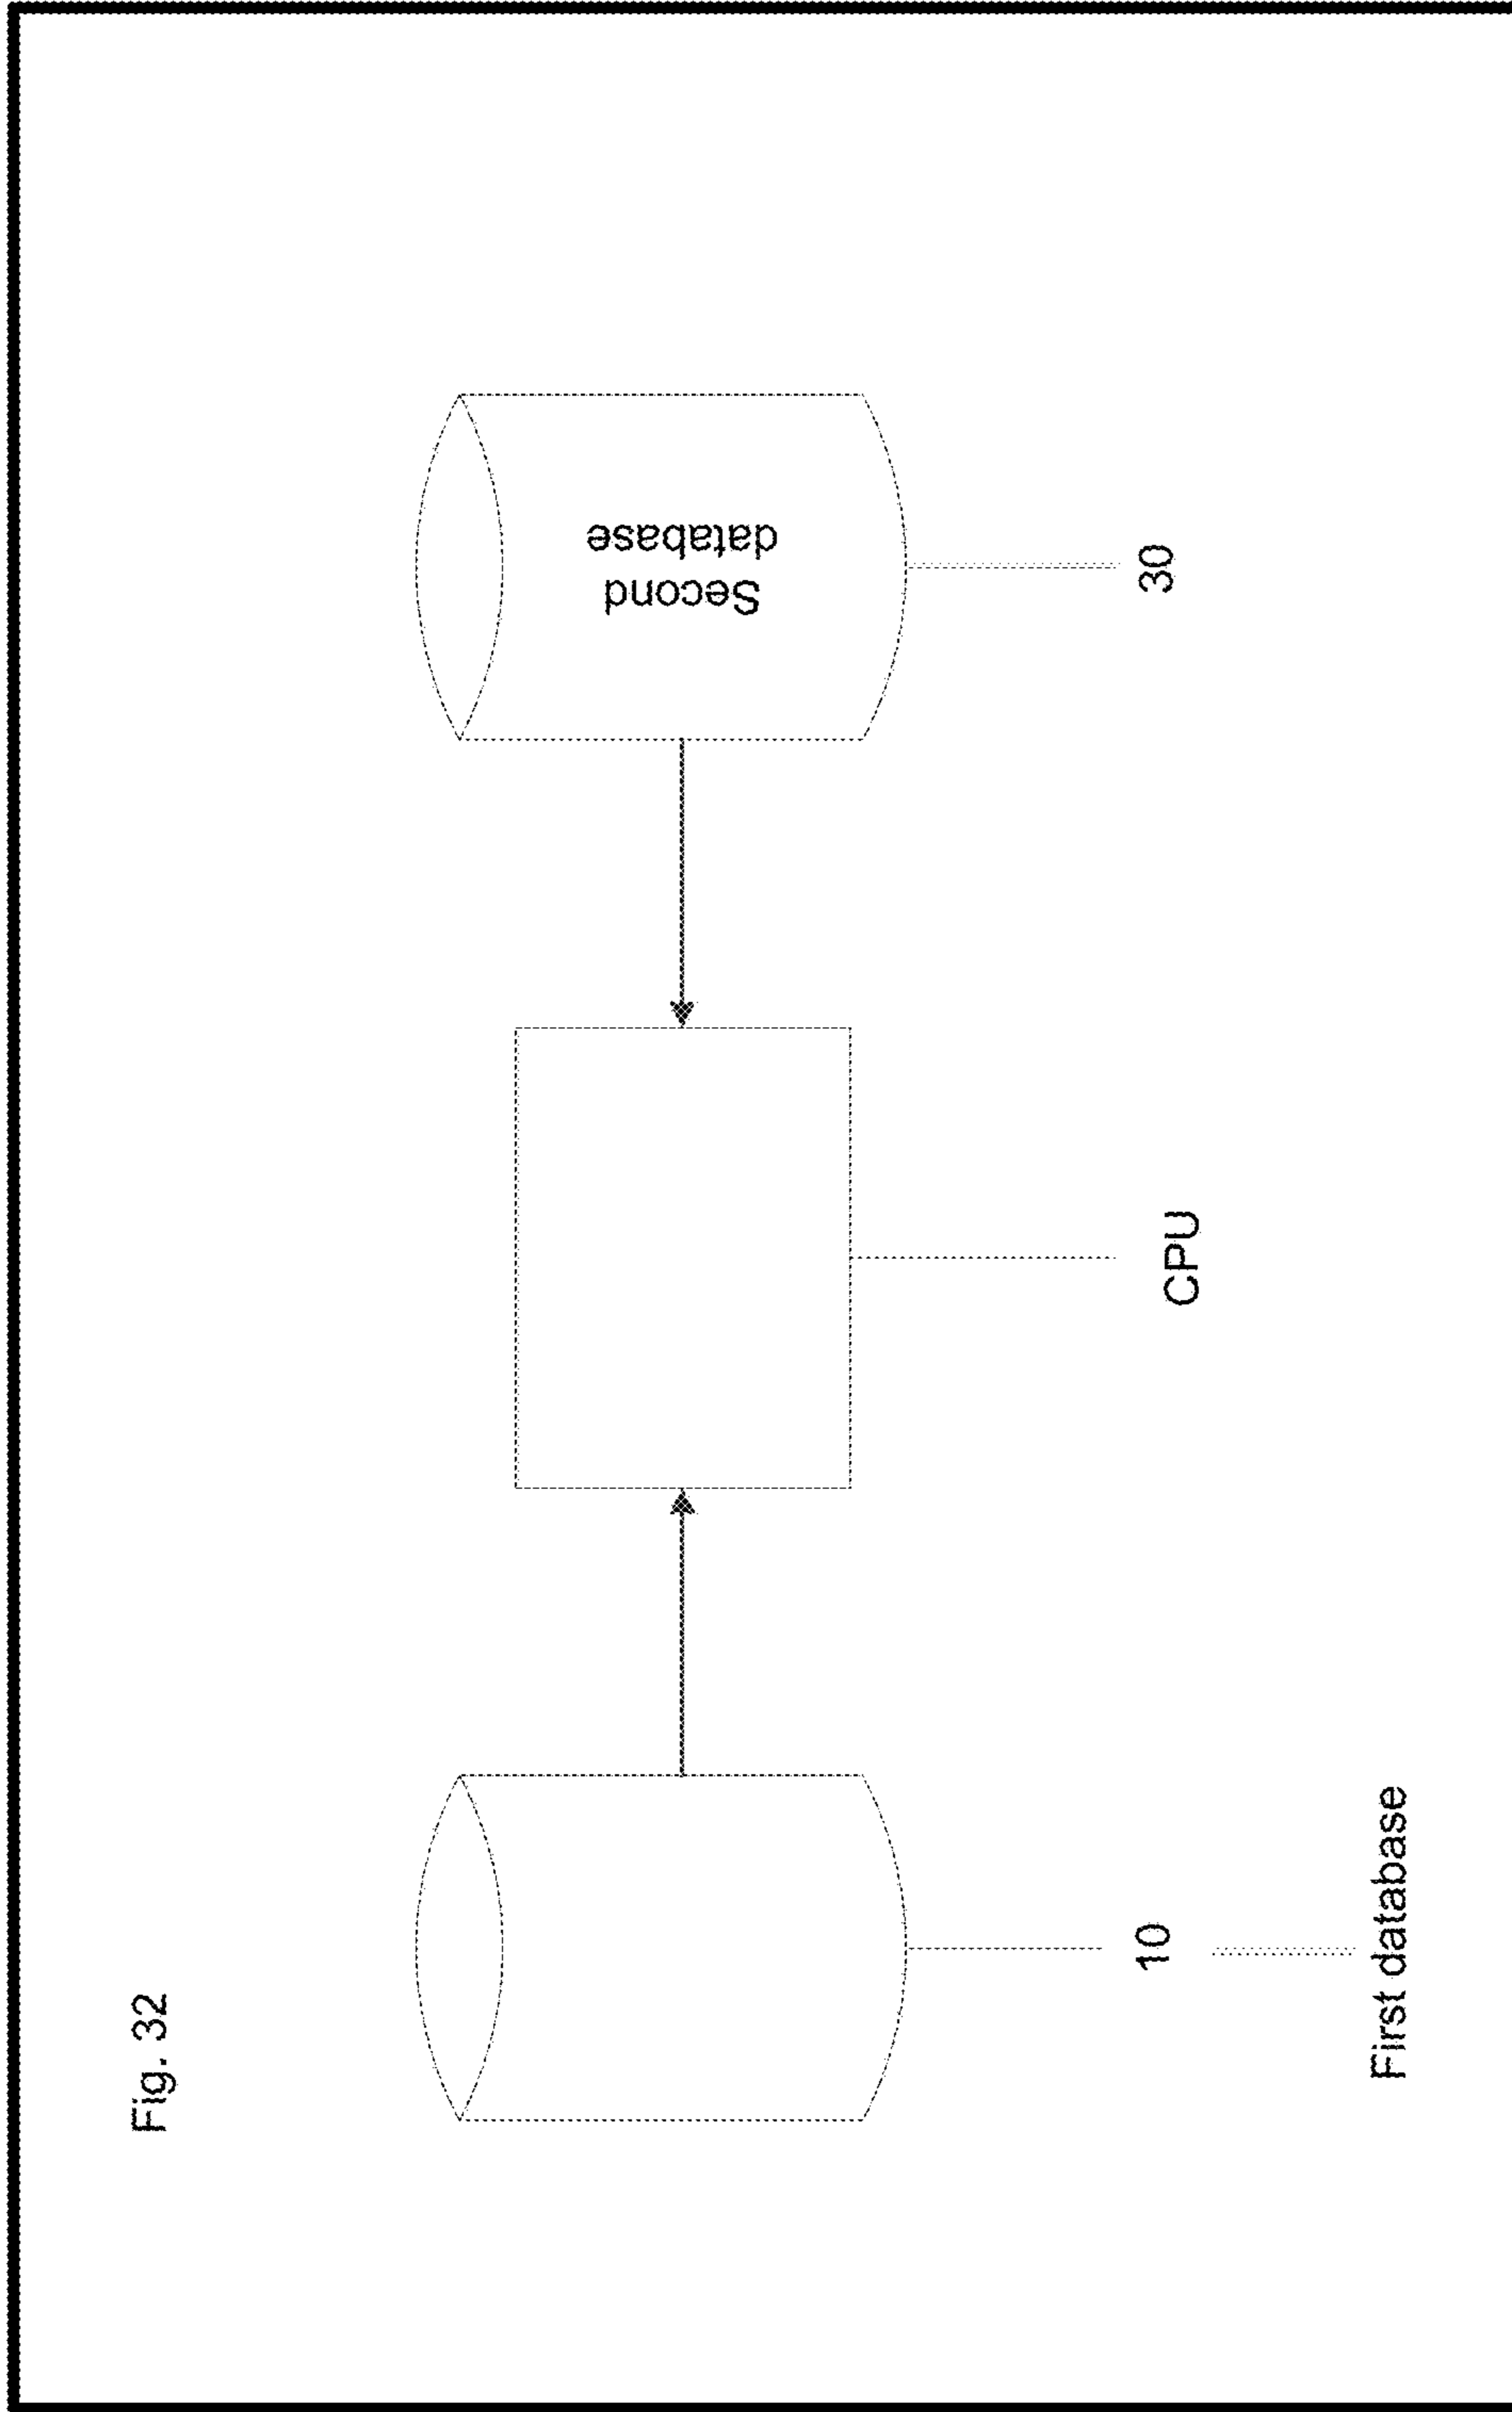 Fig. 32
Second
database
10
CPU
30
First database